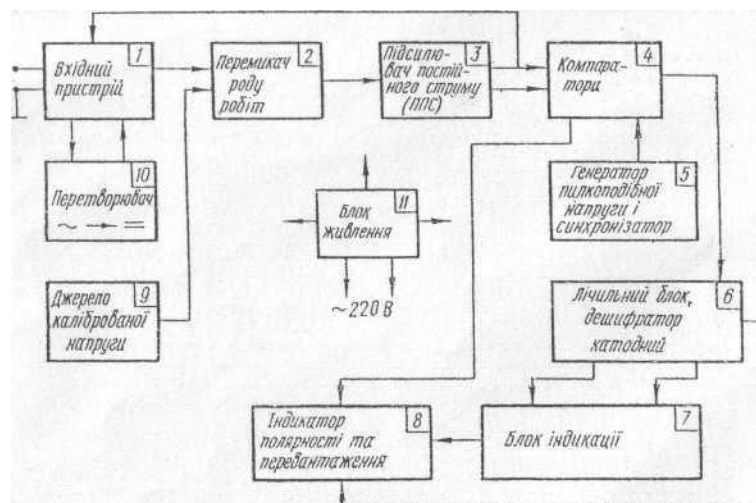 1
Вхідний
пристрій
2
Перемикач
роду
робіт
3
Підсилю-
вач постій-
ного струму
(ППС)
4
Компара-
тори
10
Перетворювач
~ → =
11
Блок
живлення
~220 В
5
Генератор
пилкоподібної
напруги і
синхронізатор
9
Джерело
каліброваної
напруги
6
Лічильний блок,
дешифратор
катодний
8
Індикатор
полярності та
перевантаження
7
Блок індикації